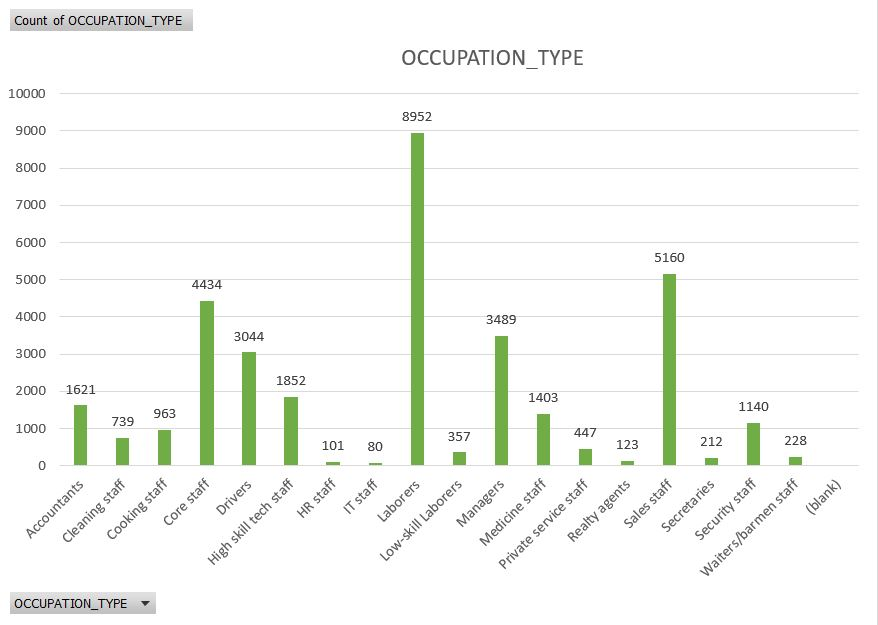 Count of OCCUPATION_TYPE
OCCUPATION_TYPE
10000
9000
8000
7000
6000
5000
4000
3000
2000
1000
0
1621
739
963
4434
3044
1852
101
80
8952
357
3489
1403
447
123
5160
212
1140
228
Accountants
Cleaning staff
Cooking staff
Core staff
Drivers
High skill tech staff
HR staff
IT staff
Laborers
Low-skill Laborers
Managers
Medicine staff
Private service staff
Realty agents
Sales staff
Secretaries
Security staff
Waiters/barmen staff
(blank)
OCCUPATION_TYPE